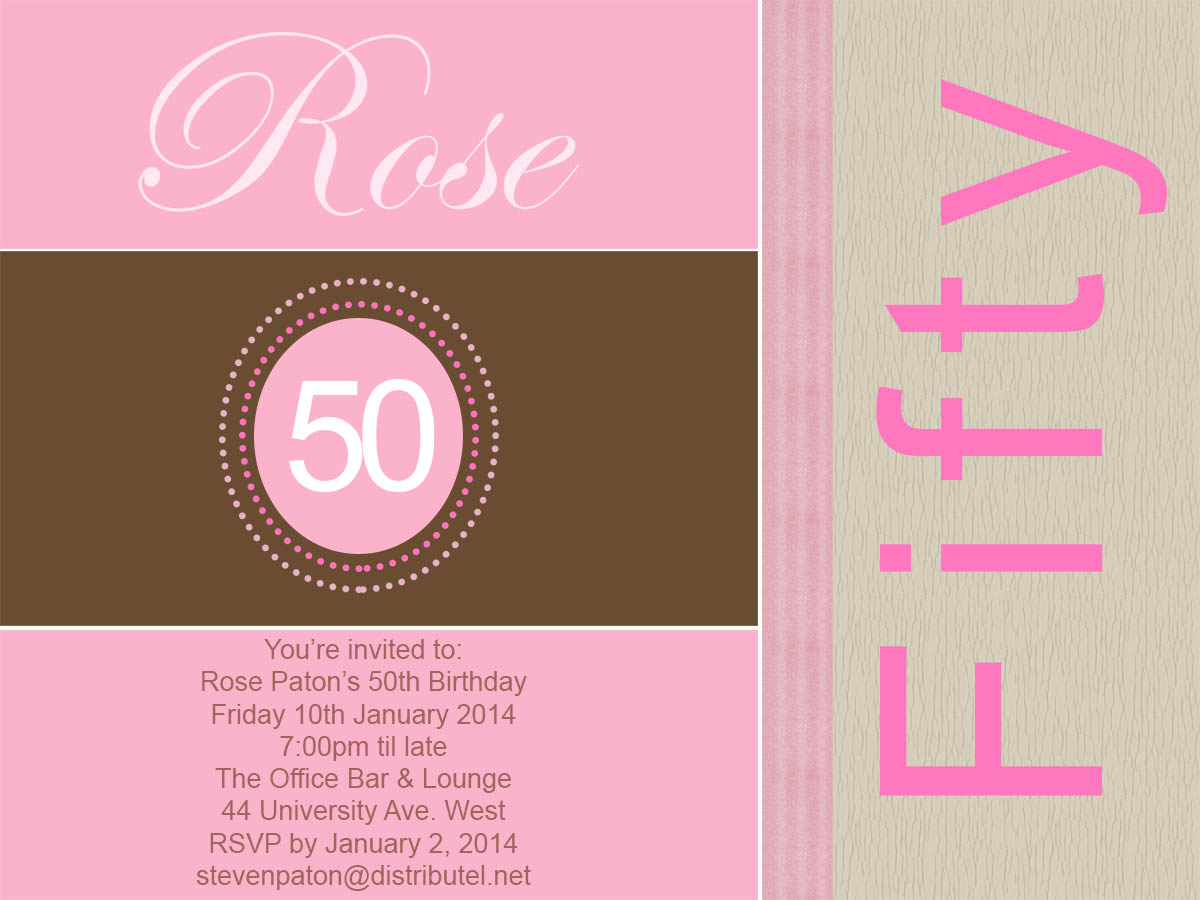 Rose
50
You’re invited to:
Rose Paton’s 50th Birthday
Friday 10th January 2014
7:00pm til late
The Office Bar & Lounge
44 University Ave. West
RSVP by January 2, 2014
stevenpaton@distributel.net
Fifty